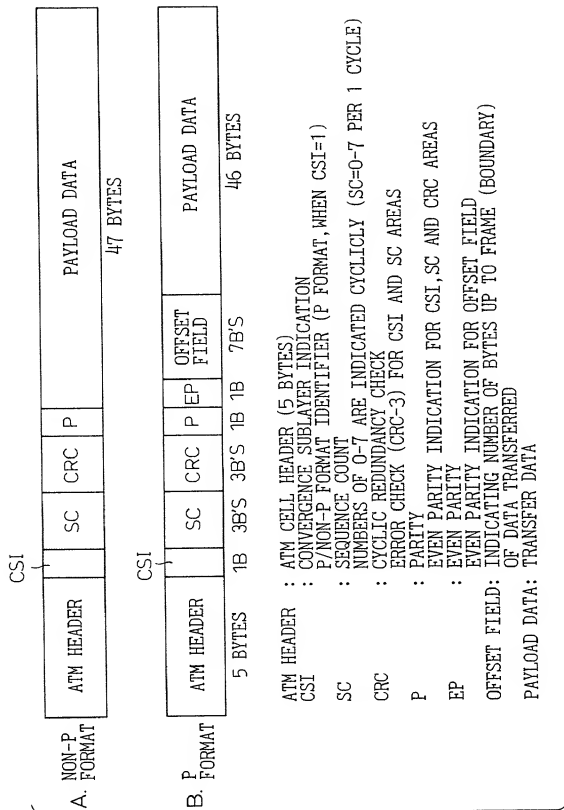 A. NON-P FORMAT
CSI
ATM HEADER SC CRC P PAYLOAD DATA
47 BYTES
B. P FORMAT
CSI
ATM HEADER SC CRC P EP OFFSET FIELD PAYLOAD DATA
5 BYTES 1B 3B'S 3B'S 1B 1B 7B'S 46 BYTES
ATM HEADER : ATM CELL HEADER (5 BYTES)
CSI : CONVERGENCE SUBLAYER INDICATION
P/NON-P FORMAT IDENTIFIER (P FORMAT, WHEN CSI=1)
SC : SEQUENCE COUNT
NUMBERS OF 0-7 ARE INDICATED CYCLICLY (SC=0-7 PER 1 CYCLE)
CRC : CYCLIC REDUNDANCY CHECK
ERROR CHECK (CRC-3) FOR CSI AND SC AREAS
P : PARITY
EVEN PARITY INDICATION FOR CSI,SC AND CRC AREAS
EP : EVEN PARITY
EVEN PARITY INDICATION FOR OFFSET FIELD
OFFSET FIELD: INDICATING NUMBER OF BYTES UP TO FRAME (BOUNDARY)
OF DATA TRANSFERRED
PAYLOAD DATA: TRANSFER DATA